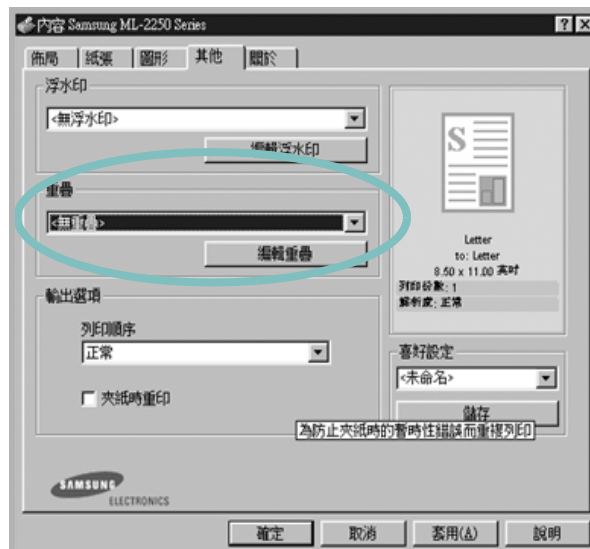 內容 Samsung ML-2250 Series
佈局 紙張 圖形 其他 關於
浮水印
<無浮水印>
編輯浮水印
重疊
<無重疊>
編輯重疊
輸出選項
列印順序
正常
夾紙時重印
S
Letter
to: Letter
8.50 x 11.00 英吋
列印份數: 1
解析度: 正常
喜好設定
<未命名>
儲存
為防止夾紙時的暫時性錯誤而重複列印
SAMSUNG
ELECTRONICS
確定 取消 套用(A) 說明